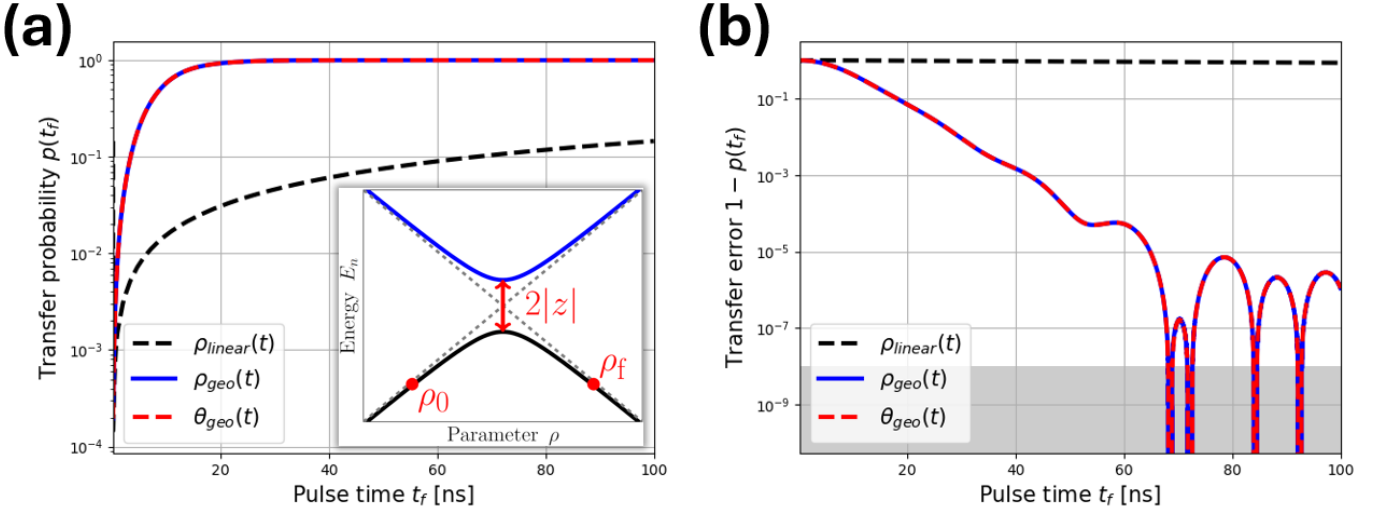 (a)
Transfer probability p(t_f)
10^0
10^-1
10^-2
10^-3
10^-4
20
40
60
80
100
Pulse time t_f [ns]
ρ_linear(t)
ρ_geo(t)
θ_geo(t)
Energy E_n
2|z|
ρ_0
ρ_f
Parameter ρ
(b)
Transfer error 1 − p(t_f)
10^-1
10^-3
10^-5
10^-7
10^-9
20
40
60
80
100
Pulse time t_f [ns]
ρ_linear(t)
ρ_geo(t)
θ_geo(t)